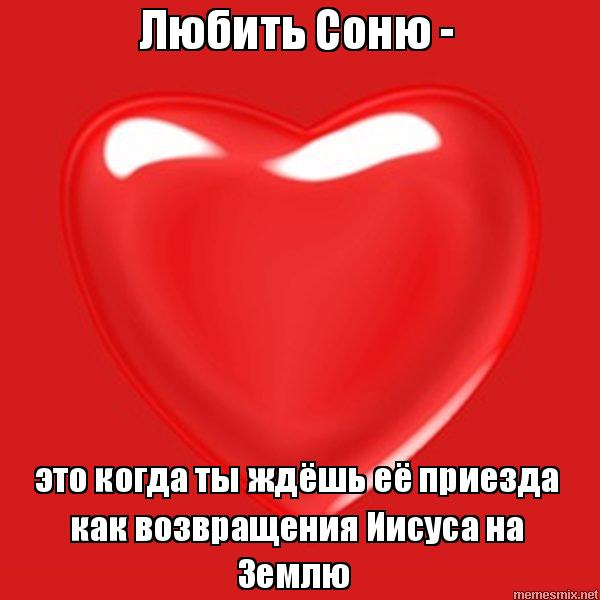 Любить Соню -
это когда ты ждёшь её приезда
как возвращения Иисуса на
Землю
memesmix.net